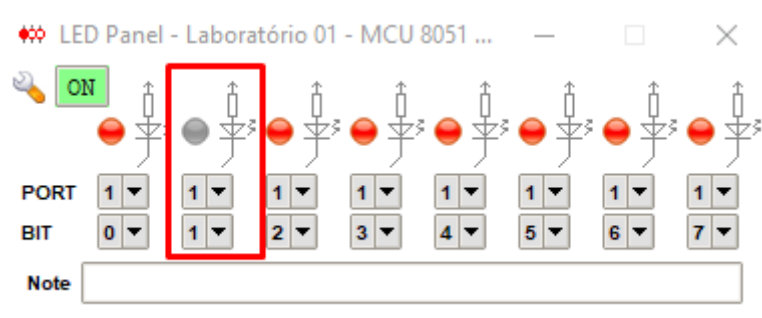 LED Panel - Laboratório 01 - MCU 8051 ...
ON
PORT 1 1 1 1 1 1 1 1
BIT 0 1 2 3 4 5 6 7
Note